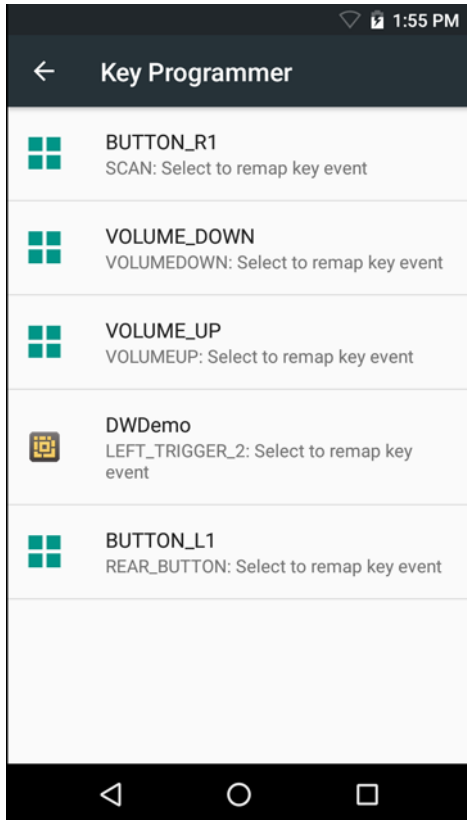 1:55 PM
Key Programmer
BUTTON_R1
SCAN: Select to remap key event
VOLUME_DOWN
VOLUMEDOWN: Select to remap key event
VOLUME_UP
VOLUMEUP: Select to remap key event
DWDemo
LEFT_TRIGGER_2: Select to remap key
event
BUTTON_L1
REAR_BUTTON: Select to remap key event